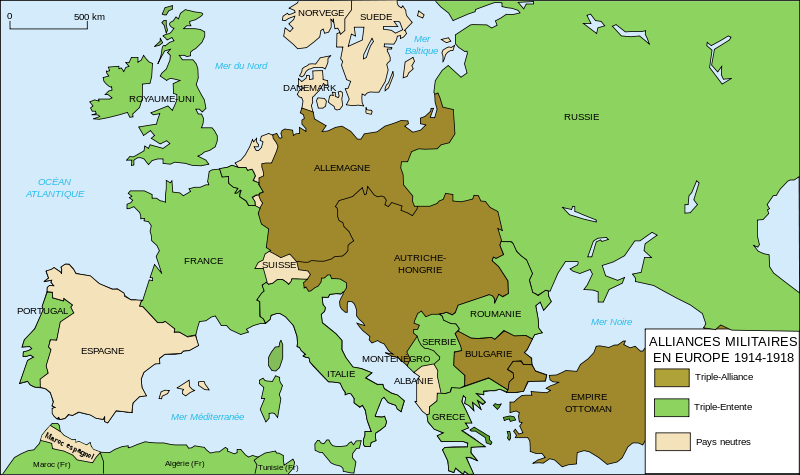 0 500 km
NORVEGE
SUEDE
Mer
Baltique
Mer du Nord
DANEMARK
ROYAUME-UNI
RUSSIE
ALLEMAGNE
OCÉAN
ATLANTIQUE
FRANCE
SUISSE
AUTRICHE-
HONGRIE
PORTUGAL
ROUMANIE
Mer Noire
SERBIE
ESPAGNE
MONTENEGRO
BULGARIE
ITALIE
ALBANIE
EMPIRE
OTTOMAN
Mer Méditerranée
GRECE
Maroc espagnol
Maroc (Fr)
Algérie (Fr)
Tunisie (Fr)
ALLIANCES MILITAIRES
EN EUROPE 1914-1918
Triple-Alliance
Triple-Entente
Pays neutres